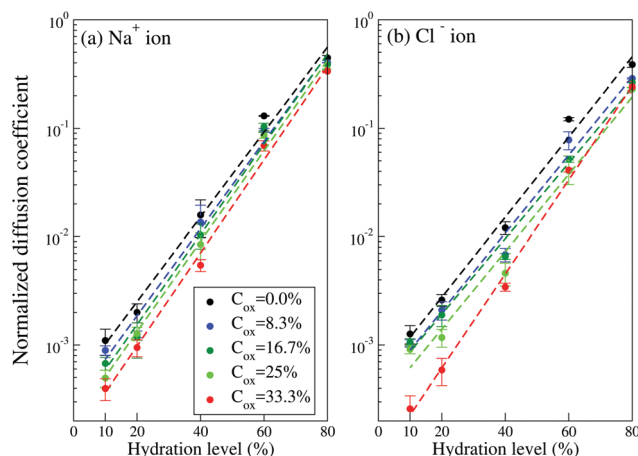 (a) Na⁺ ion
(b) Cl⁻ ion
Normalized diffusion coefficient
10⁰
10⁻¹
10⁻²
10⁻³
10⁰
10⁻¹
10⁻²
10⁻³
C_ox=0.0%
C_ox=8.3%
C_ox=16.7%
C_ox=25%
C_ox=33.3%
0 10 20 40 60 80
0 10 20 40 60 80
Hydration level (%)
Hydration level (%)